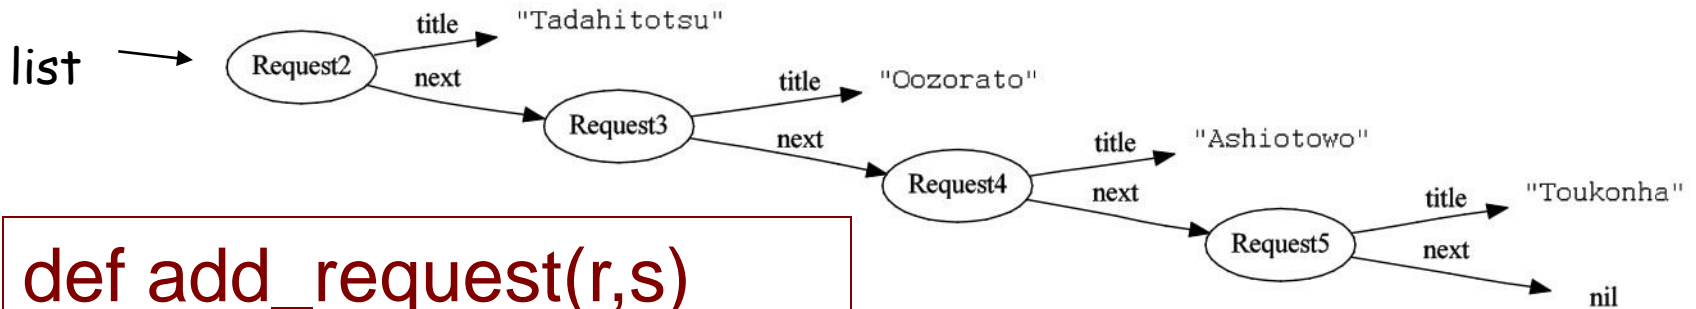 list
Request2
title
"Tadahitotsu"
next
Request3
title
"Oozorato"
next
Request4
title
"Ashiotowo"
next
Request5
title
"Toukonha"
next
nil
def add_request(r,s)